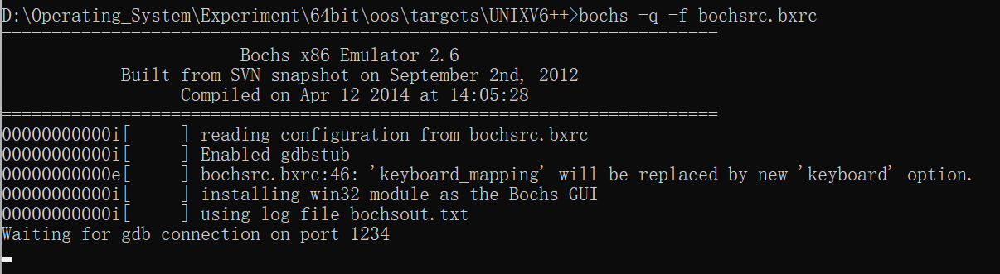 D:\Operating_System\Experiment\64bit\oos\targets\UNIXV6++>bochs -q -f bochsrc.bxrc
========================================================================
                        Bochs x86 Emulator 2.6
            Built from SVN snapshot on September 2nd, 2012
                  Compiled on Apr 12 2014 at 14:05:28
========================================================================
00000000000i[     ] reading configuration from bochsrc.bxrc
00000000000i[     ] Enabled gdbstub
00000000000e[     ] bochsrc.bxrc:46: 'keyboard_mapping' will be replaced by new 'keyboard' option.
00000000000i[     ] installing win32 module as the Bochs GUI
00000000000i[     ] using log file bochsout.txt
Waiting for gdb connection on port 1234